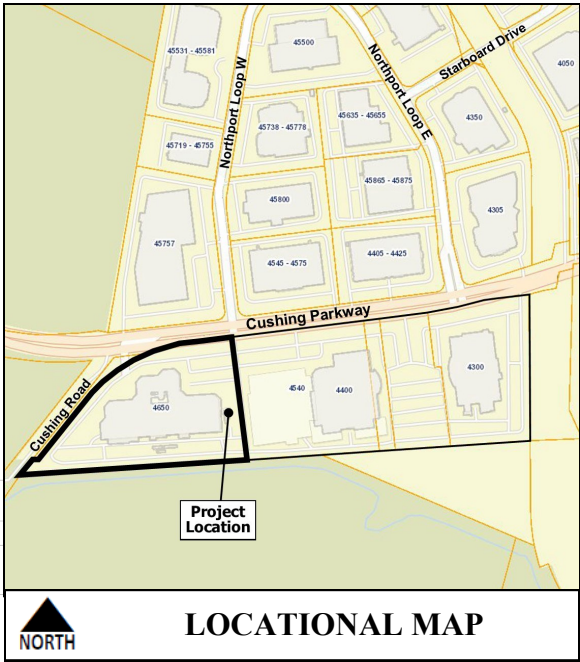 45531 - 45581
45500
Starboard Drive
4050
Northport Loop W
Northport Loop E
45738 - 45778
45635 - 45655
4350
45719 - 45755
45865 - 45875
45800
4305
45757
4545 - 4575
4405 - 4425
Cushing Parkway
4300
4540
4400
Cushing Road
4650
Project
Location
NORTH
LOCATIONAL MAP